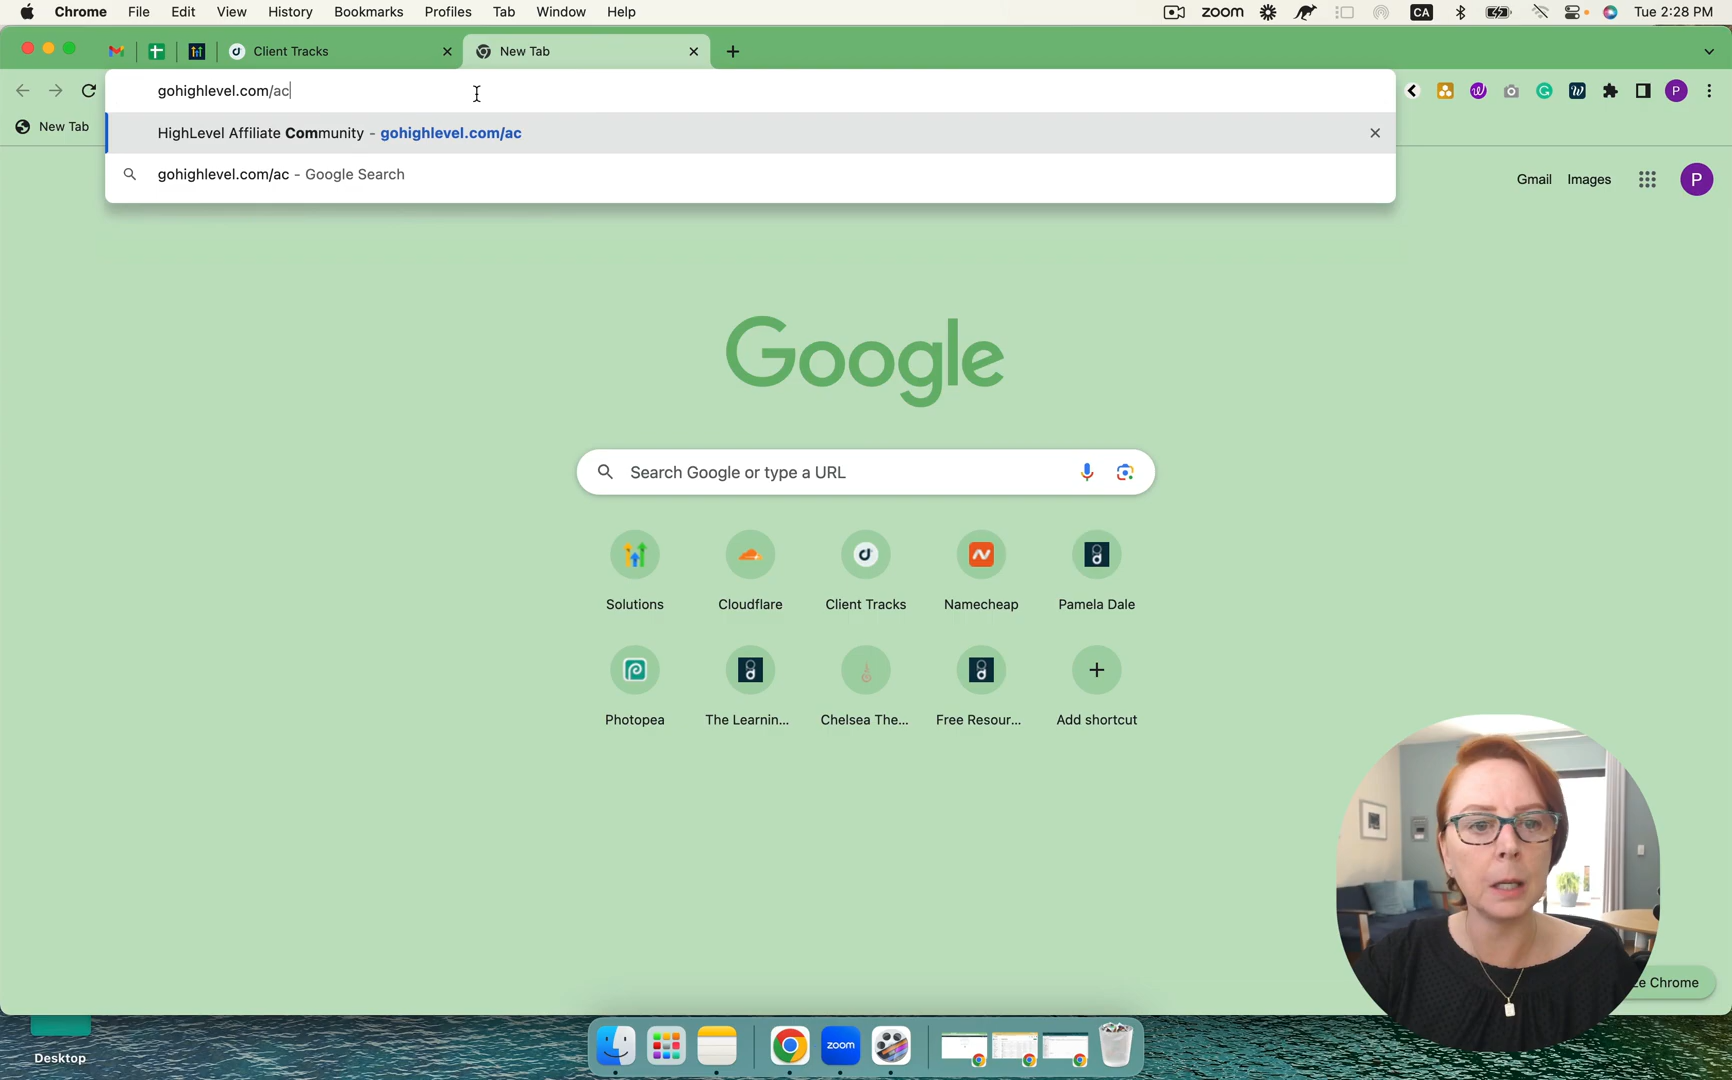 Chrome File Edit View History Bookmarks Profiles Tab Window Help
zoom CA Tue 2:28 PM
Client Tracks New Tab
gohighlevel.com/ac
P
New Tab
HighLevel Affiliate Community - gohighlevel.com/ac
gohighlevel.com/ac - Google Search
Gmail Images P
Google
Search Google or type a URL
Solutions Cloudflare Client Tracks Namecheap Pamela Dale
Photopea The Learnin... Chelsea The... Free Resour... Add shortcut
ze Chrome
zoom
Desktop